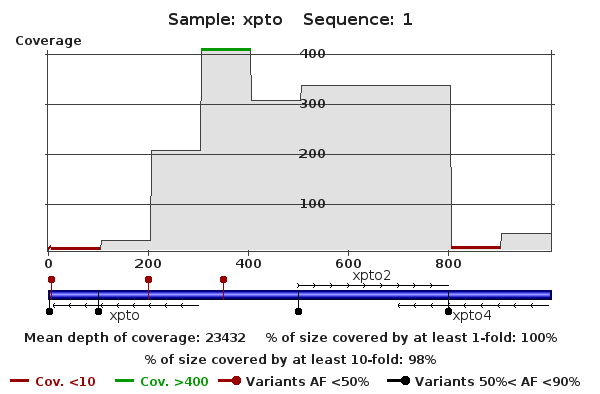 Sample: xpto Sequence: 1
Coverage
400
300
200
100
0 200 400 600 800
xpto2
xpto xpto4
Mean depth of coverage: 23432 % of size covered by at least 1-fold: 100%
% of size covered by at least 10-fold: 98%
Cov. <10 Cov. >400 Variants AF <50% Variants 50%< AF <90%